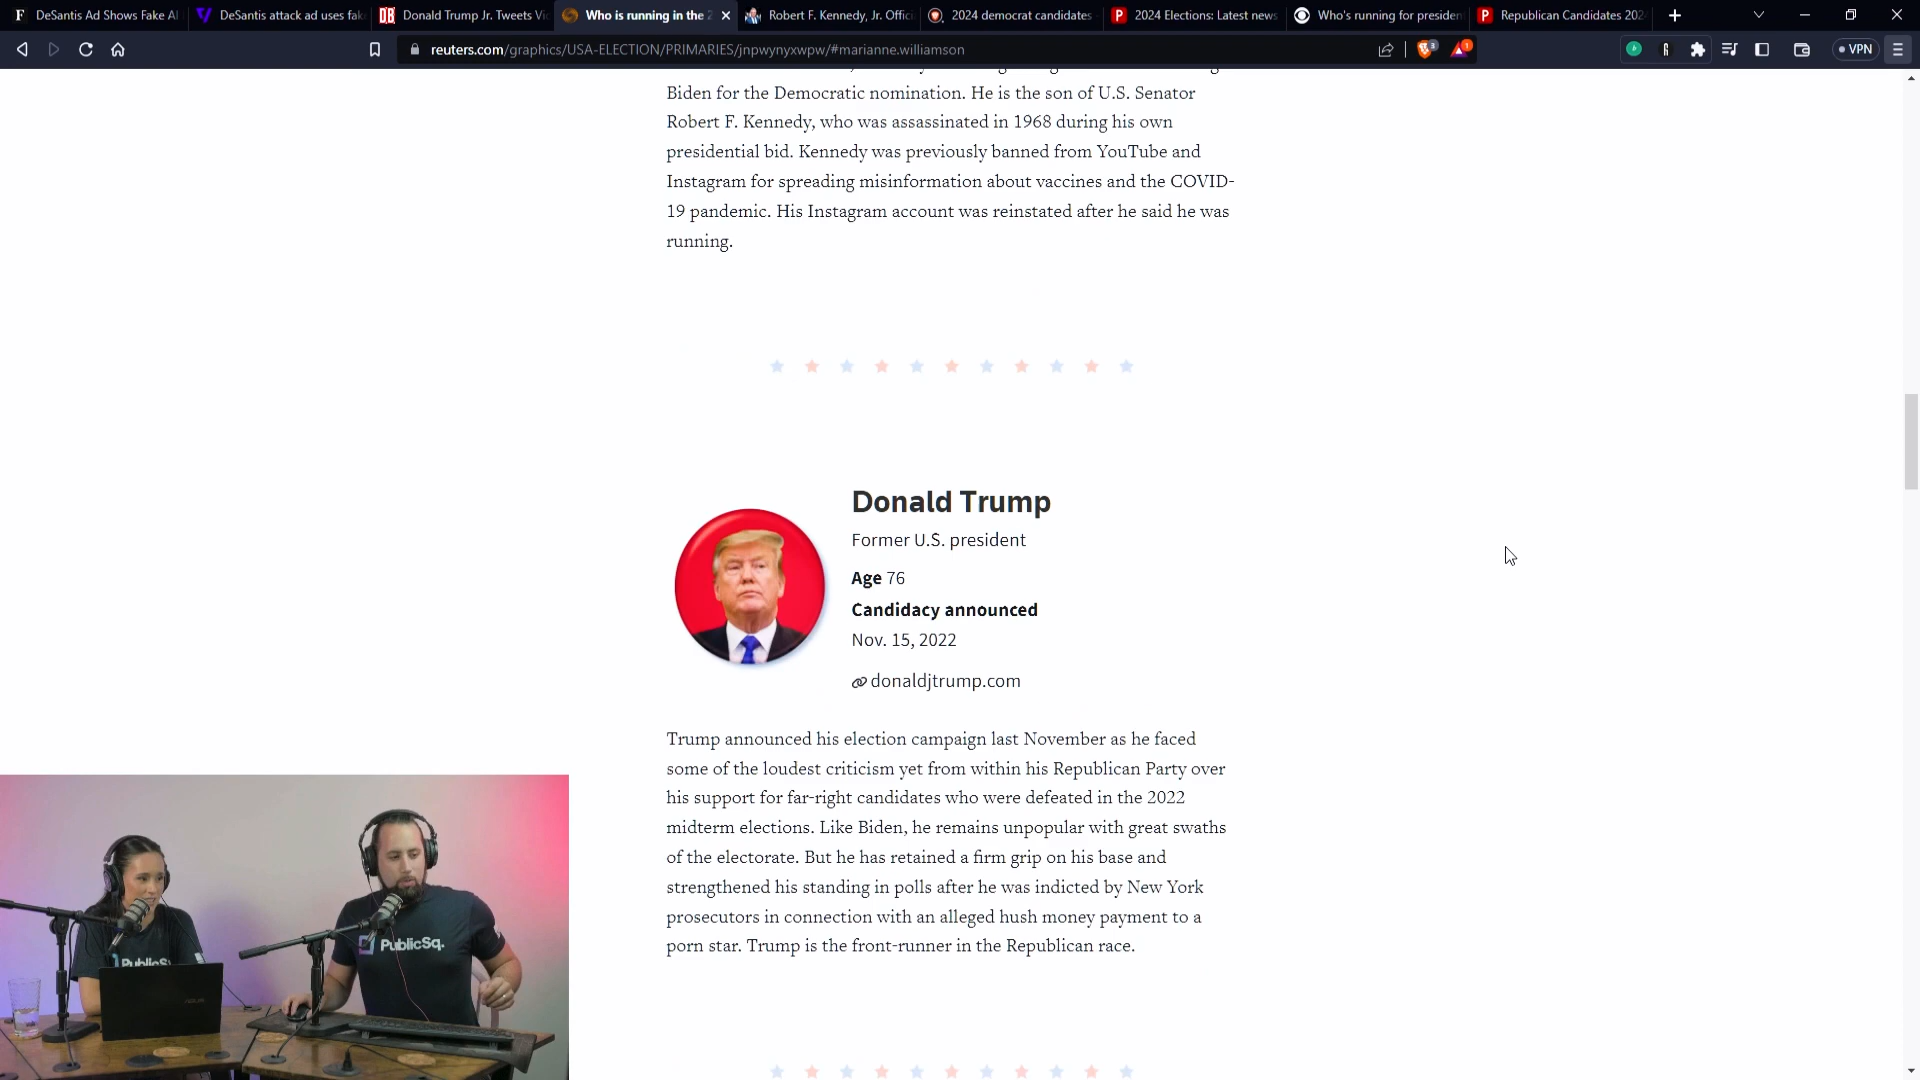 DeSantis Ad Shows Fake AI
DeSantis attack ad uses fak
Donald Trump Jr. Tweets Vi
Who is running in the 2
Robert F. Kennedy, Jr. Offici
2024 democrat candidates
2024 Elections: Latest news
Who's running for presiden
Republican Candidates 202
reuters.com/graphics/USA-ELECTION/PRIMARIES/jnpwynyxwpw/#marianne.williamson
VPN
Biden for the Democratic nomination. He is the son of U.S. Senator
Robert F. Kennedy, who was assassinated in 1968 during his own
presidential bid. Kennedy was previously banned from YouTube and
Instagram for spreading misinformation about vaccines and the COVID-
19 pandemic. His Instagram account was reinstated after he said he was
running.
Donald Trump
Former U.S. president
Age 76
Candidacy announced
Nov. 15, 2022
donaldjtrump.com
Trump announced his election campaign last November as he faced
some of the loudest criticism yet from within his Republican Party over
his support for far-right candidates who were defeated in the 2022
midterm elections. Like Biden, he remains unpopular with great swaths
of the electorate. But he has retained a firm grip on his base and
strengthened his standing in polls after he was indicted by New York
prosecutors in connection with an alleged hush money payment to a
porn star. Trump is the front-runner in the Republican race.
PublicSq.
PublicS